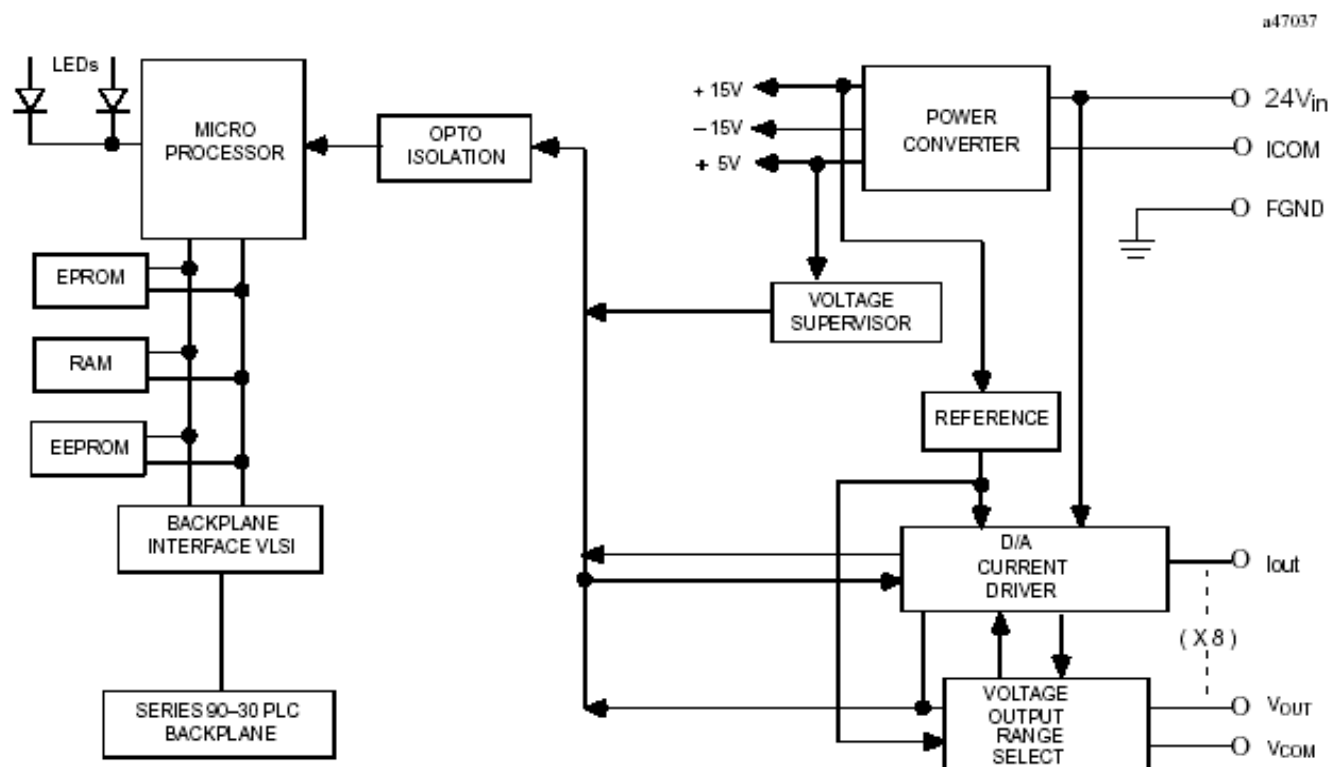 a47037
LEDs
MICRO
PROCESSOR
OPTO
ISOLATION
+ 15V
– 15V
+ 5V
POWER
CONVERTER
24Vin
ICOM
FGND
EPROM
RAM
EEPROM
VOLTAGE
SUPERVISOR
REFERENCE
BACKPLANE
INTERFACE VLSI
D/A
CURRENT
DRIVER
Iout
( X 8 )
SERIES 90–30 PLC
BACKPLANE
VOLTAGE
OUTPUT
RANGE
SELECT
VOUT
VCOM